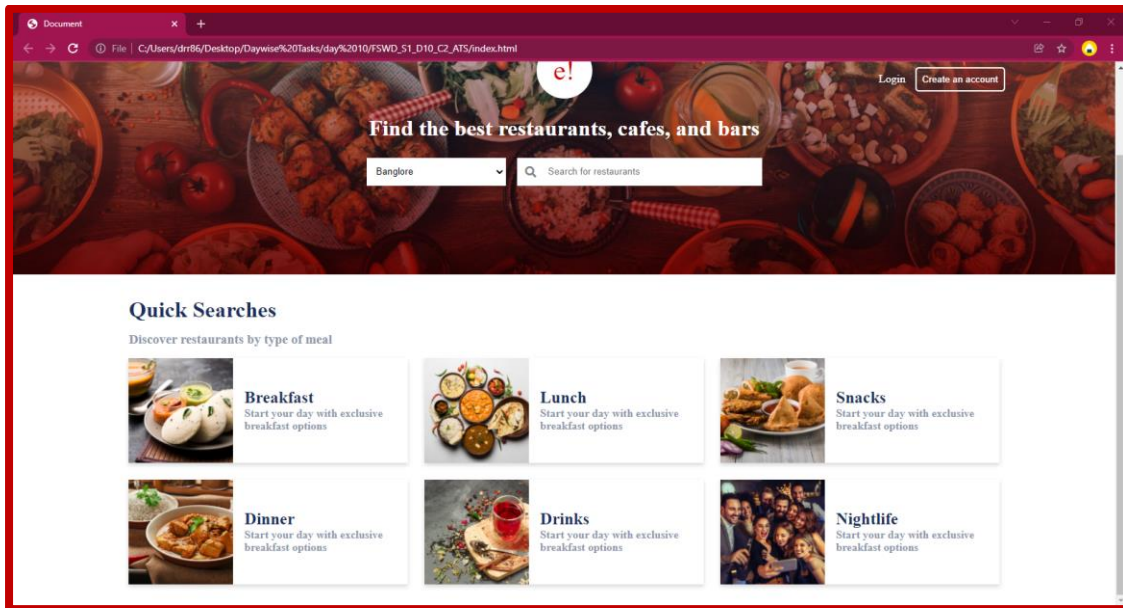 Document
File
C:/Users/drr86/Desktop/Daywise%20Tasks/day%2010/FSWD_S1_D10_C2_ATS/index.html
e!
Login
Create an account
Find the best restaurants, cafes, and bars
Banglore
Search for restaurants
Quick Searches
Discover restaurants by type of meal
Breakfast
Start your day with exclusive
breakfast options
Lunch
Start your day with exclusive
breakfast options
Snacks
Start your day with exclusive
breakfast options
Dinner
Start your day with exclusive
breakfast options
Drinks
Start your day with exclusive
breakfast options
Nightlife
Start your day with exclusive
breakfast options